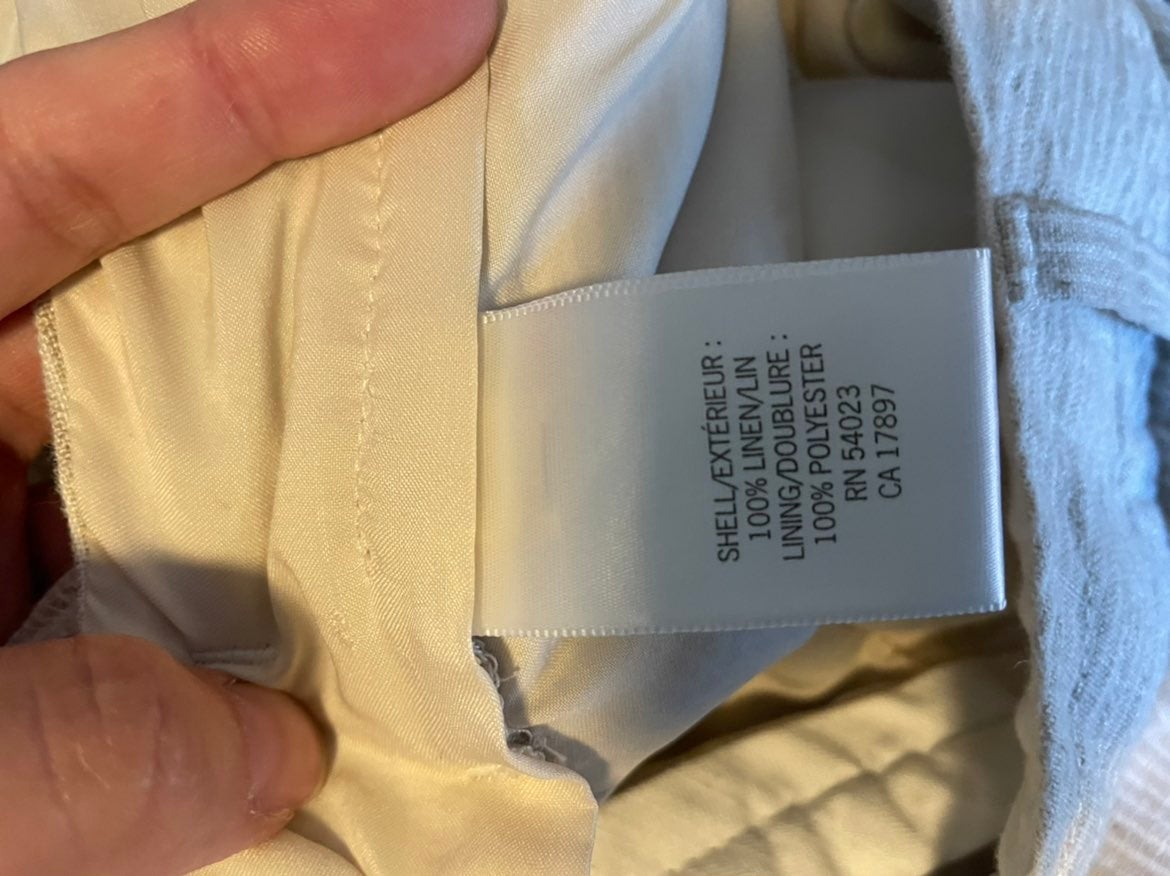 SHELL/EXTÉRIEUR :
100% LINEN/LIN
LINING/DOUBLURE :
100% POLYESTER
RN 54023
CA 17897